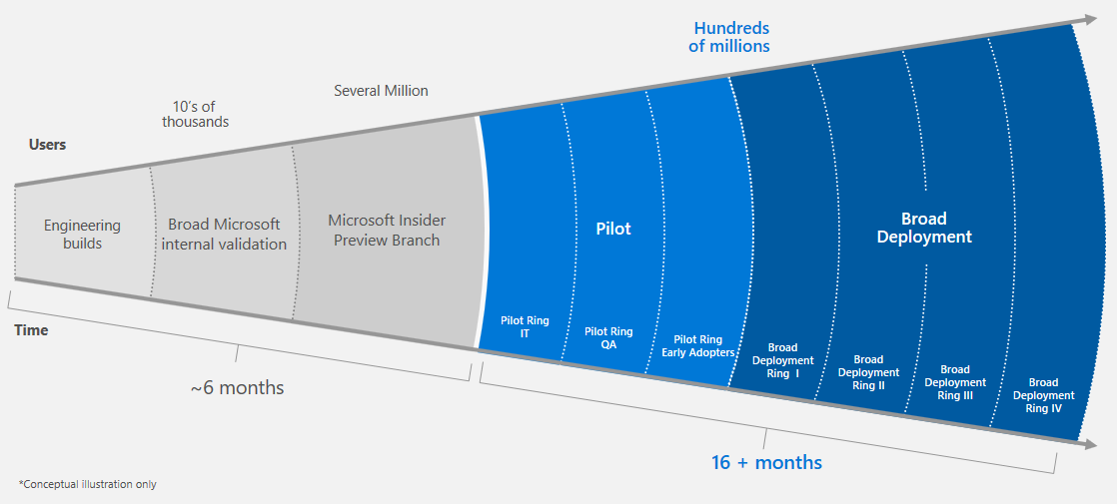 Hundreds
of millions
Several Million
10's of
thousands
Users
Engineering
builds
Broad Microsoft
internal validation
Microsoft Insider
Preview Branch
Pilot
Broad
Deployment
Pilot Ring
IT
Pilot Ring
QA
Pilot Ring
Early Adopters
Broad
Deployment
Ring I
Broad
Deployment
Ring II
Broad
Deployment
Ring III
Broad
Deployment
Ring IV
Time
~6 months
16 + months
*Conceptual illustration only